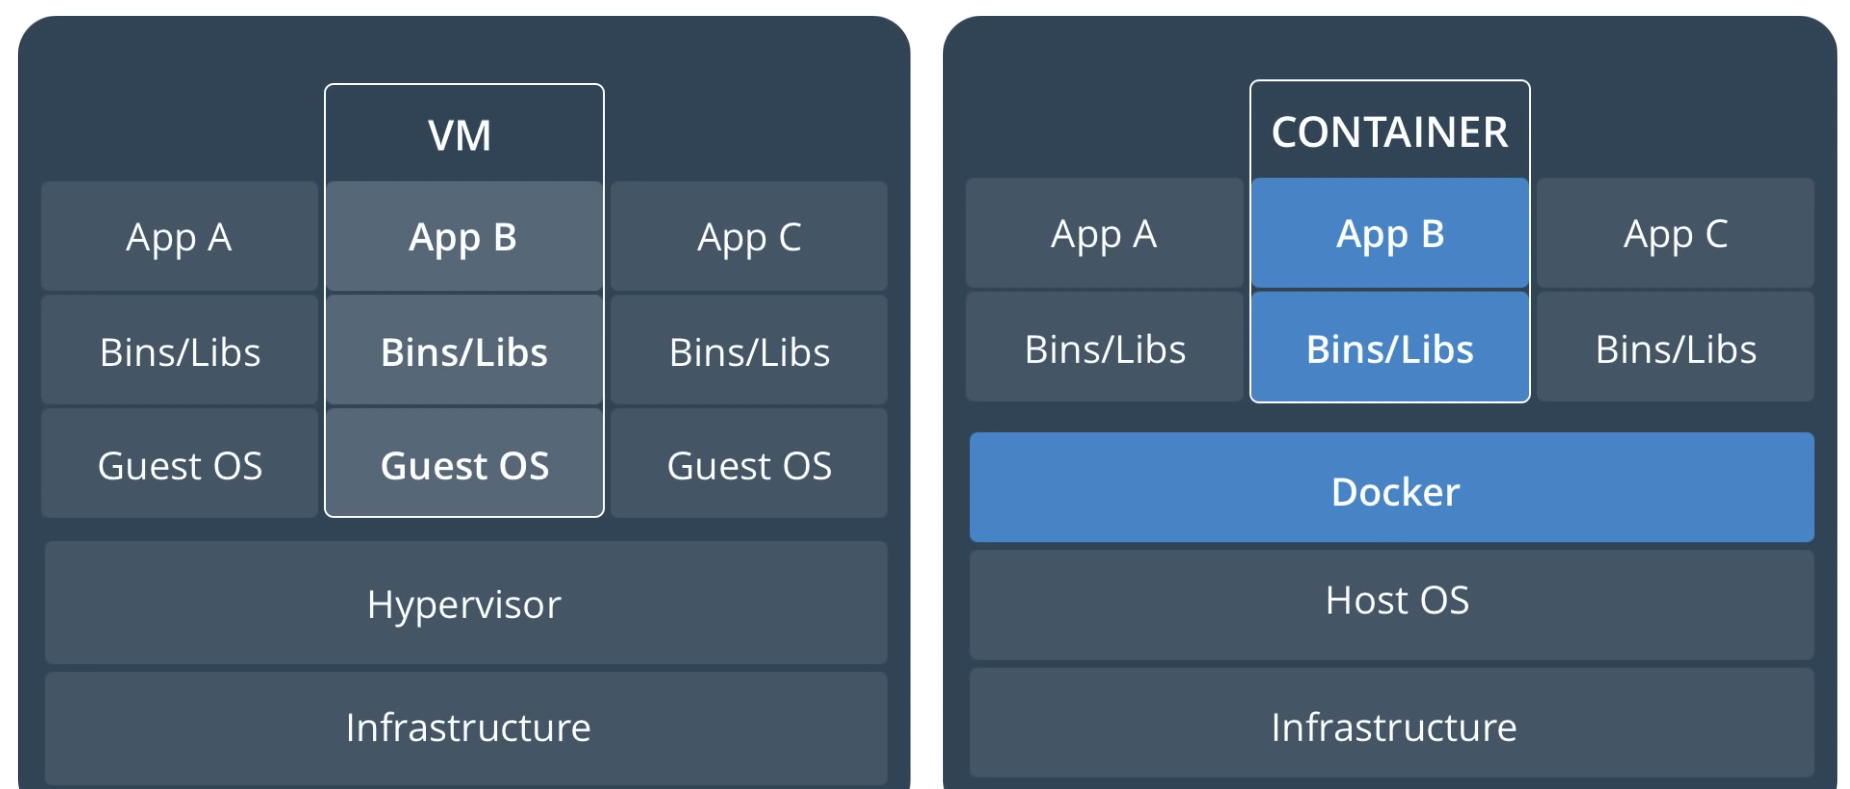 VM
App A
App B
App C
Bins/Libs
Bins/Libs
Bins/Libs
Guest OS
Guest OS
Guest OS
Hypervisor
Infrastructure
CONTAINER
App A
App B
App C
Bins/Libs
Bins/Libs
Bins/Libs
Docker
Host OS
Infrastructure